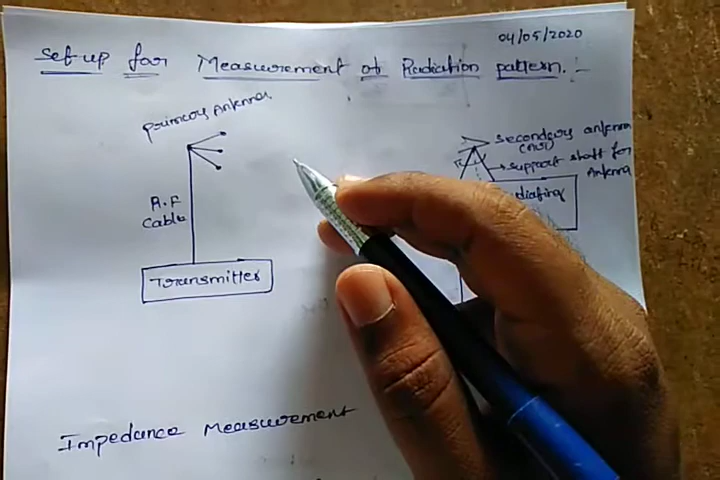 04/05/2020
Set-up for Measurement of Radiation pattern. :-
primary Antenna
secondary antenna
(AUT)
support shaft for
Antenna
R.F
Cable
Transmitter
Impedance Measurement